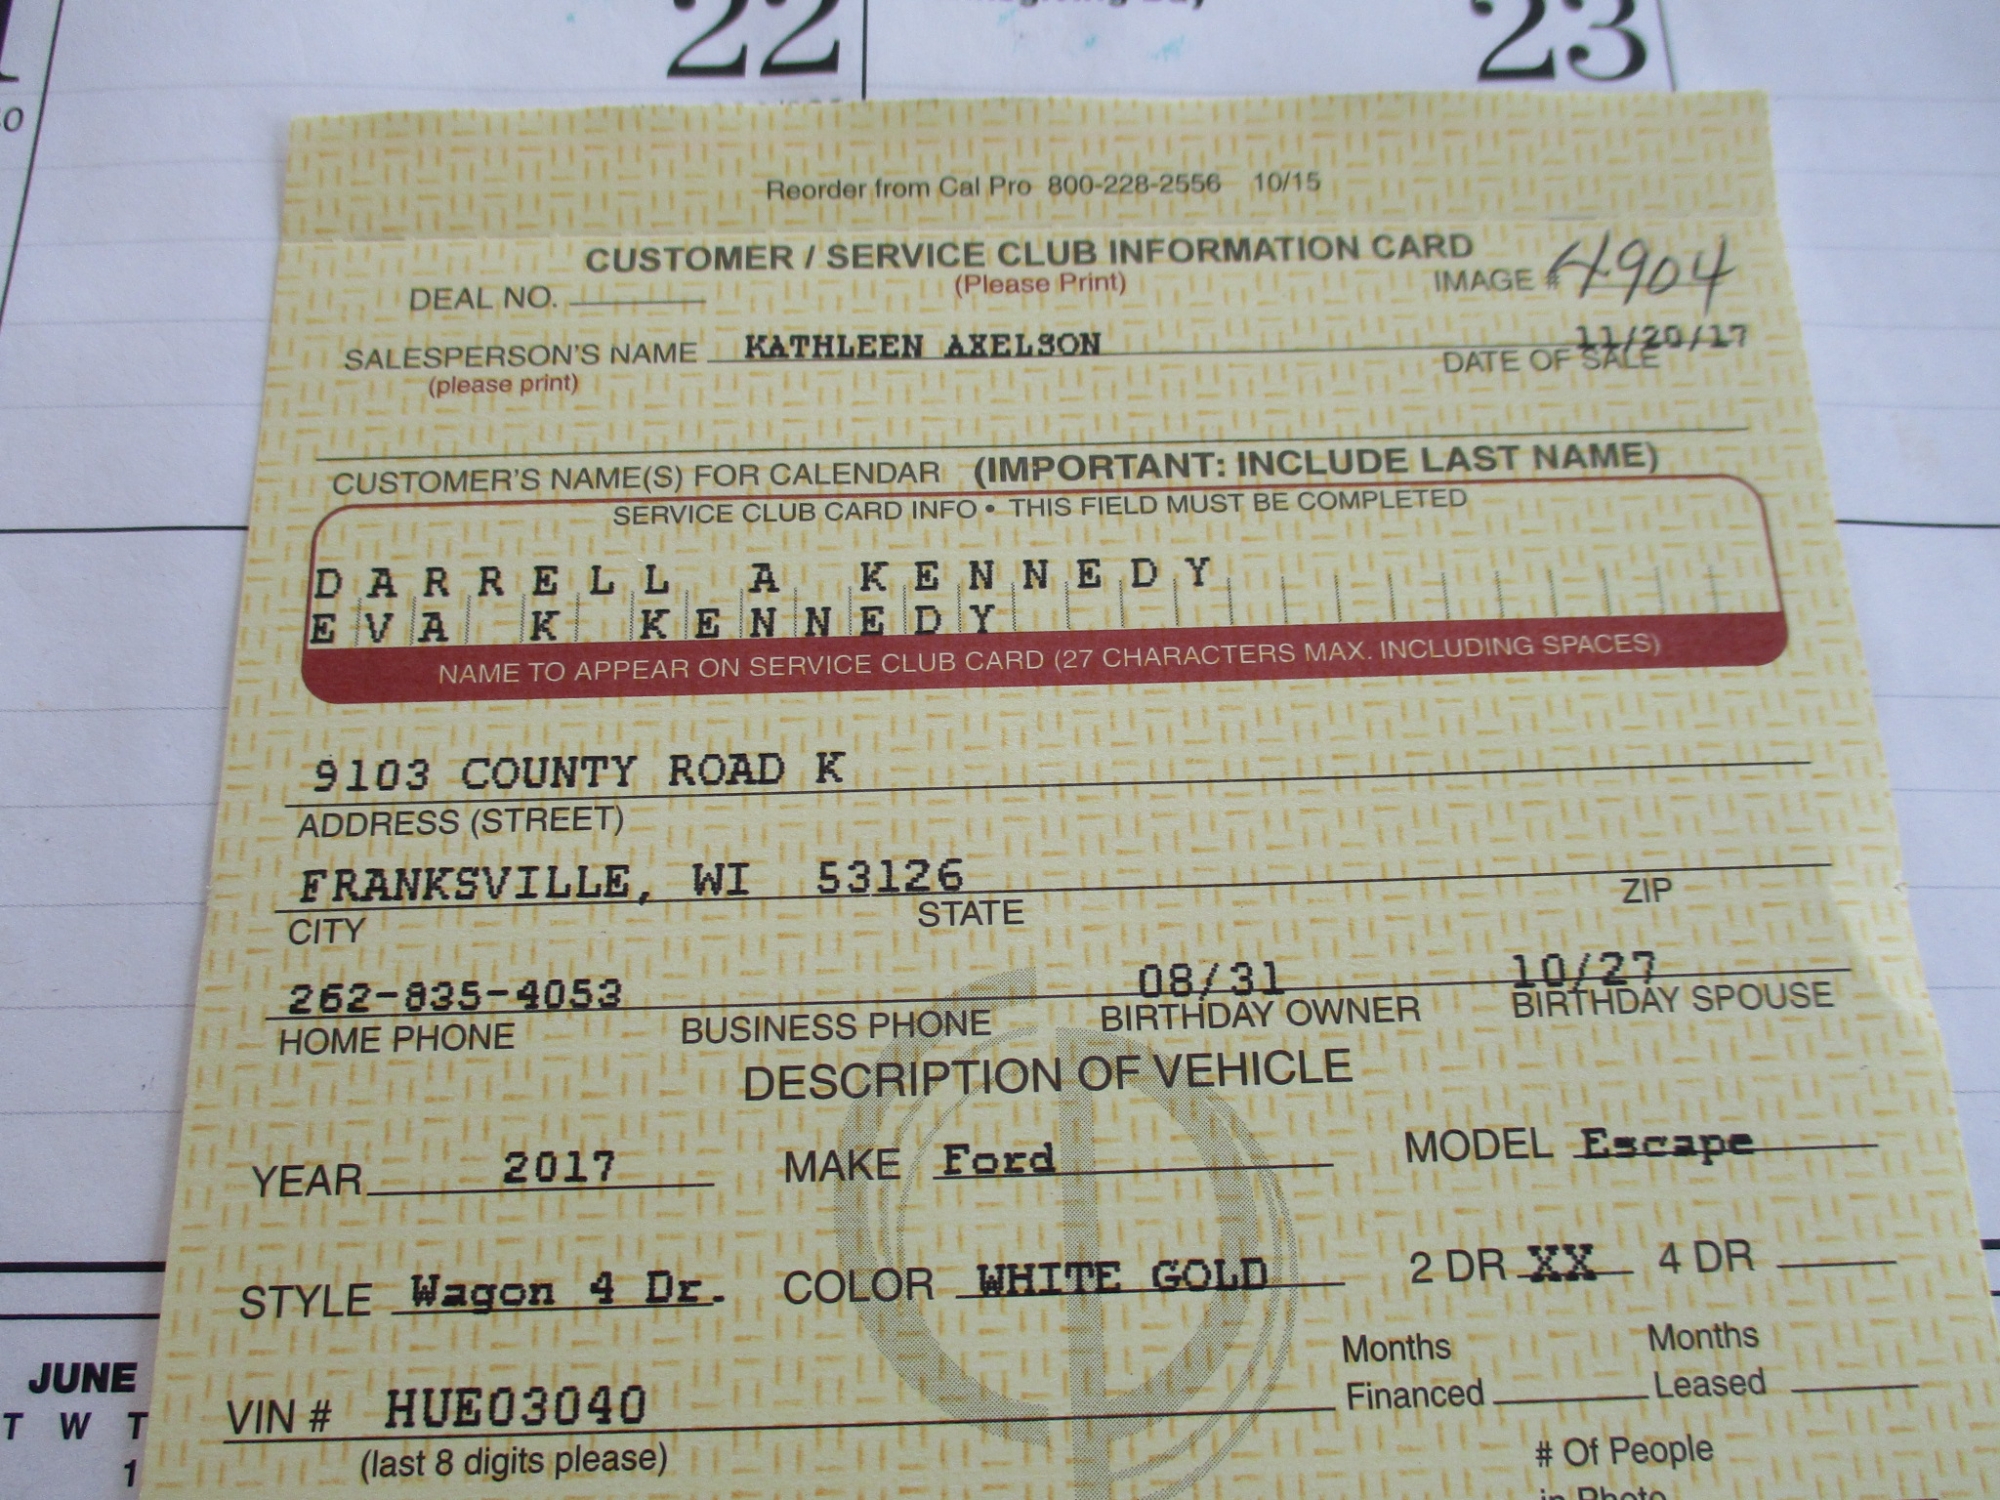 22
23
Reorder from Cal Pro 800-228-2556 10/15
CUSTOMER / SERVICE CLUB INFORMATION CARD
(Please Print)
DEAL NO.
IMAGE # 4904
SALESPERSON'S NAME KATHLEEN AXELSON
(please print)
11/20/17
DATE OF SALE
CUSTOMER'S NAME(S) FOR CALENDAR (IMPORTANT: INCLUDE LAST NAME)
SERVICE CLUB CARD INFO • THIS FIELD MUST BE COMPLETED
DARRELL A KENNEDY
EVA K KENNEDY
NAME TO APPEAR ON SERVICE CLUB CARD (27 CHARACTERS MAX. INCLUDING SPACES)
9103 COUNTY ROAD K
ADDRESS (STREET)
FRANKSVILLE, WI 53126
CITY STATE ZIP
262-835-4053 08/31 10/27
HOME PHONE BUSINESS PHONE BIRTHDAY OWNER BIRTHDAY SPOUSE
DESCRIPTION OF VEHICLE
YEAR 2017 MAKE Ford MODEL Escape
STYLE Wagon 4 Dr. COLOR WHITE GOLD 2 DR XX 4 DR
Months Financed Months Leased
VIN # HUE03040
(last 8 digits please)
# Of People
in Photo
JUNE
T W T
1